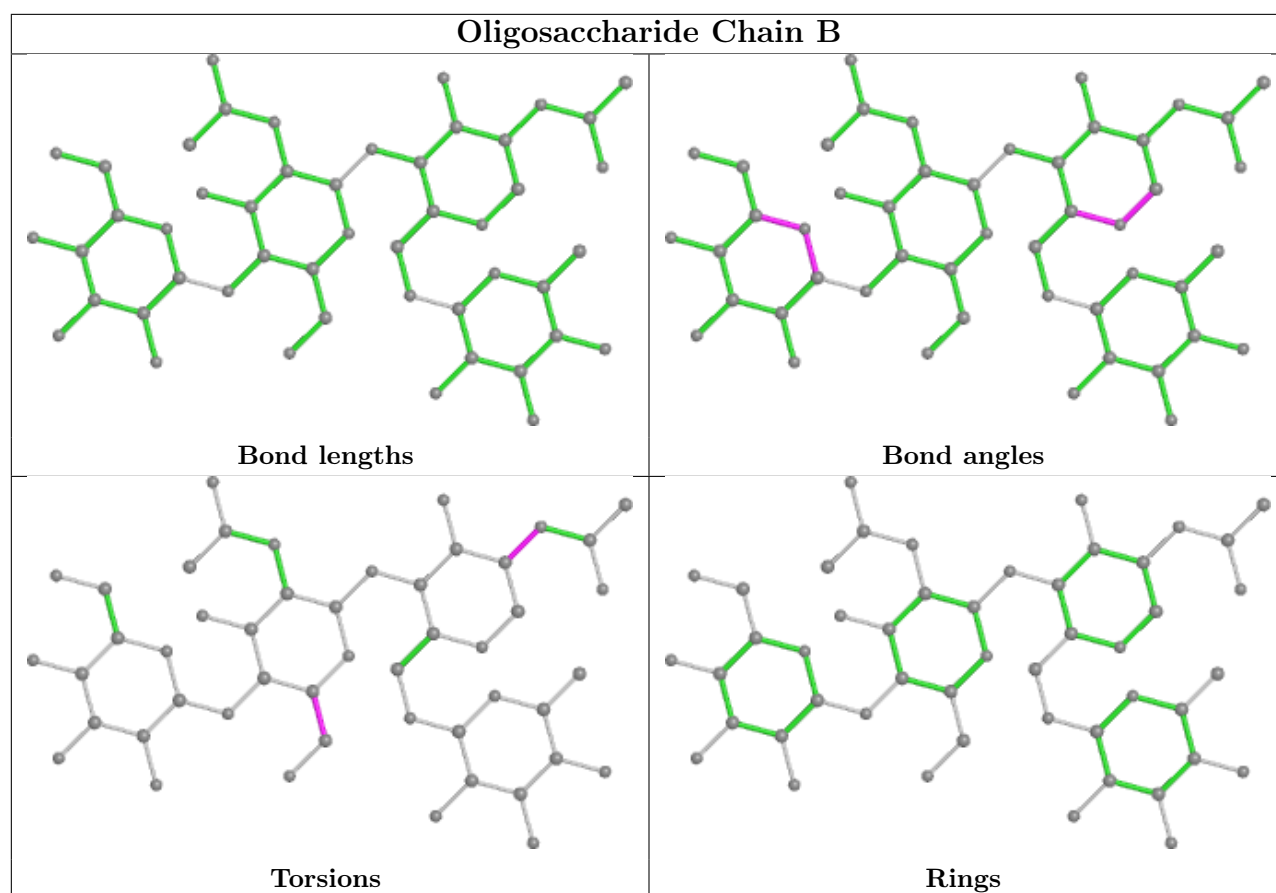 Oligosaccharide Chain B
Bond lengths
Bond angles
Torsions
Rings